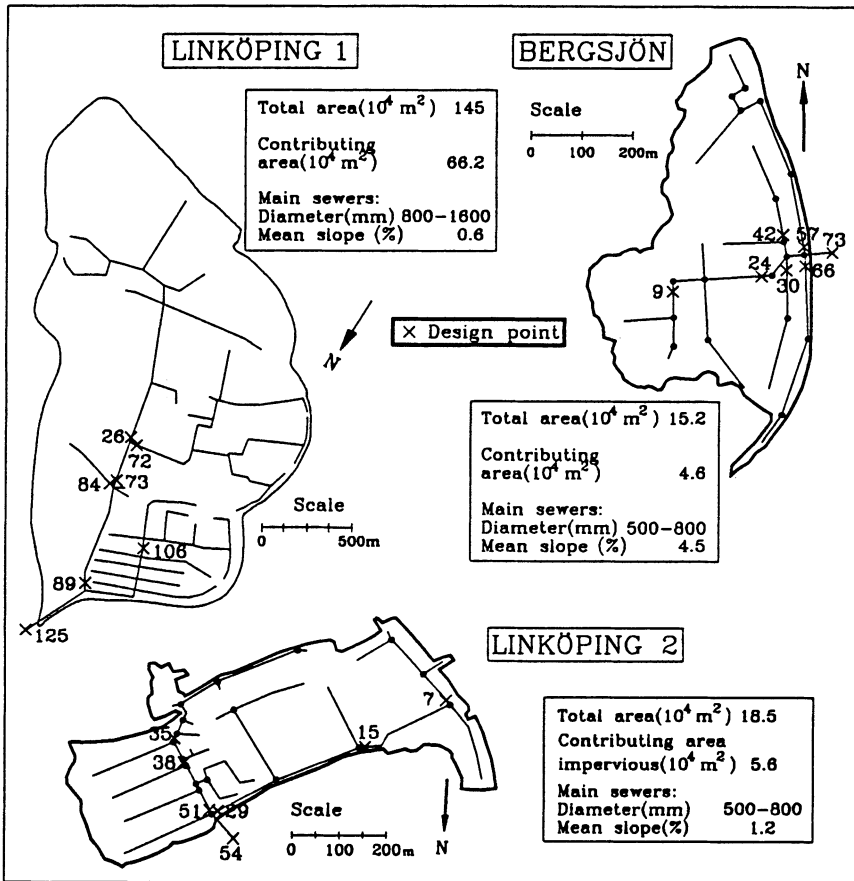 LINKÖPING 1
Total area(10⁴ m²) 145
Contributing
area(10⁴ m²) 66.2
Main sewers:
Diameter(mm) 800-1600
Mean slope (%) 0.6
N
26
72
84
73
106
89
125
Scale
0 500m
× Design point
BERGSJÖN
Scale
0 100 200m
N
42
57
73
24
30
66
9
Total area(10⁴ m²) 15.2
Contributing
area(10⁴ m²) 4.6
Main sewers:
Diameter(mm) 500-800
Mean slope (%) 4.5
LINKÖPING 2
7
15
35
38
51
29
54
Scale
0 100 200m
N
Total area(10⁴ m²) 18.5
Contributing area
impervious(10⁴ m²) 5.6
Main sewers:
Diameter(mm) 500-800
Mean slope(%) 1.2